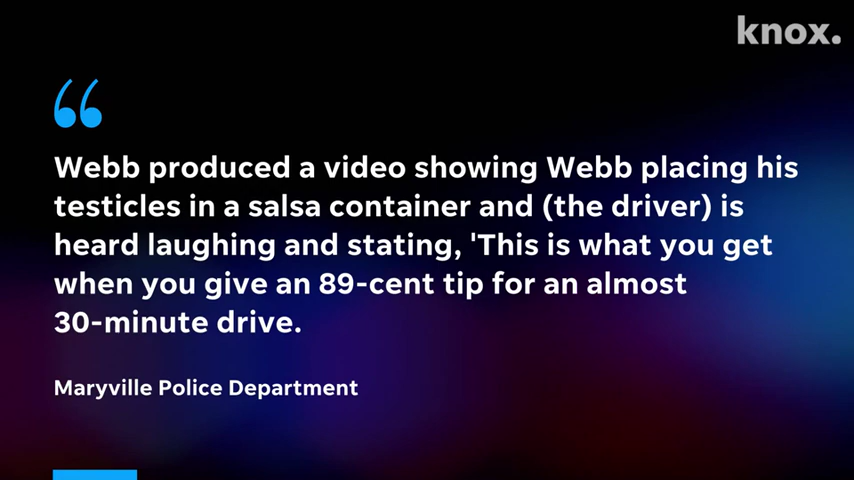 knox.
“
Webb produced a video showing Webb placing his
testicles in a salsa container and (the driver) is
heard laughing and stating, 'This is what you get
when you give an 89-cent tip for an almost
30-minute drive.
Maryville Police Department